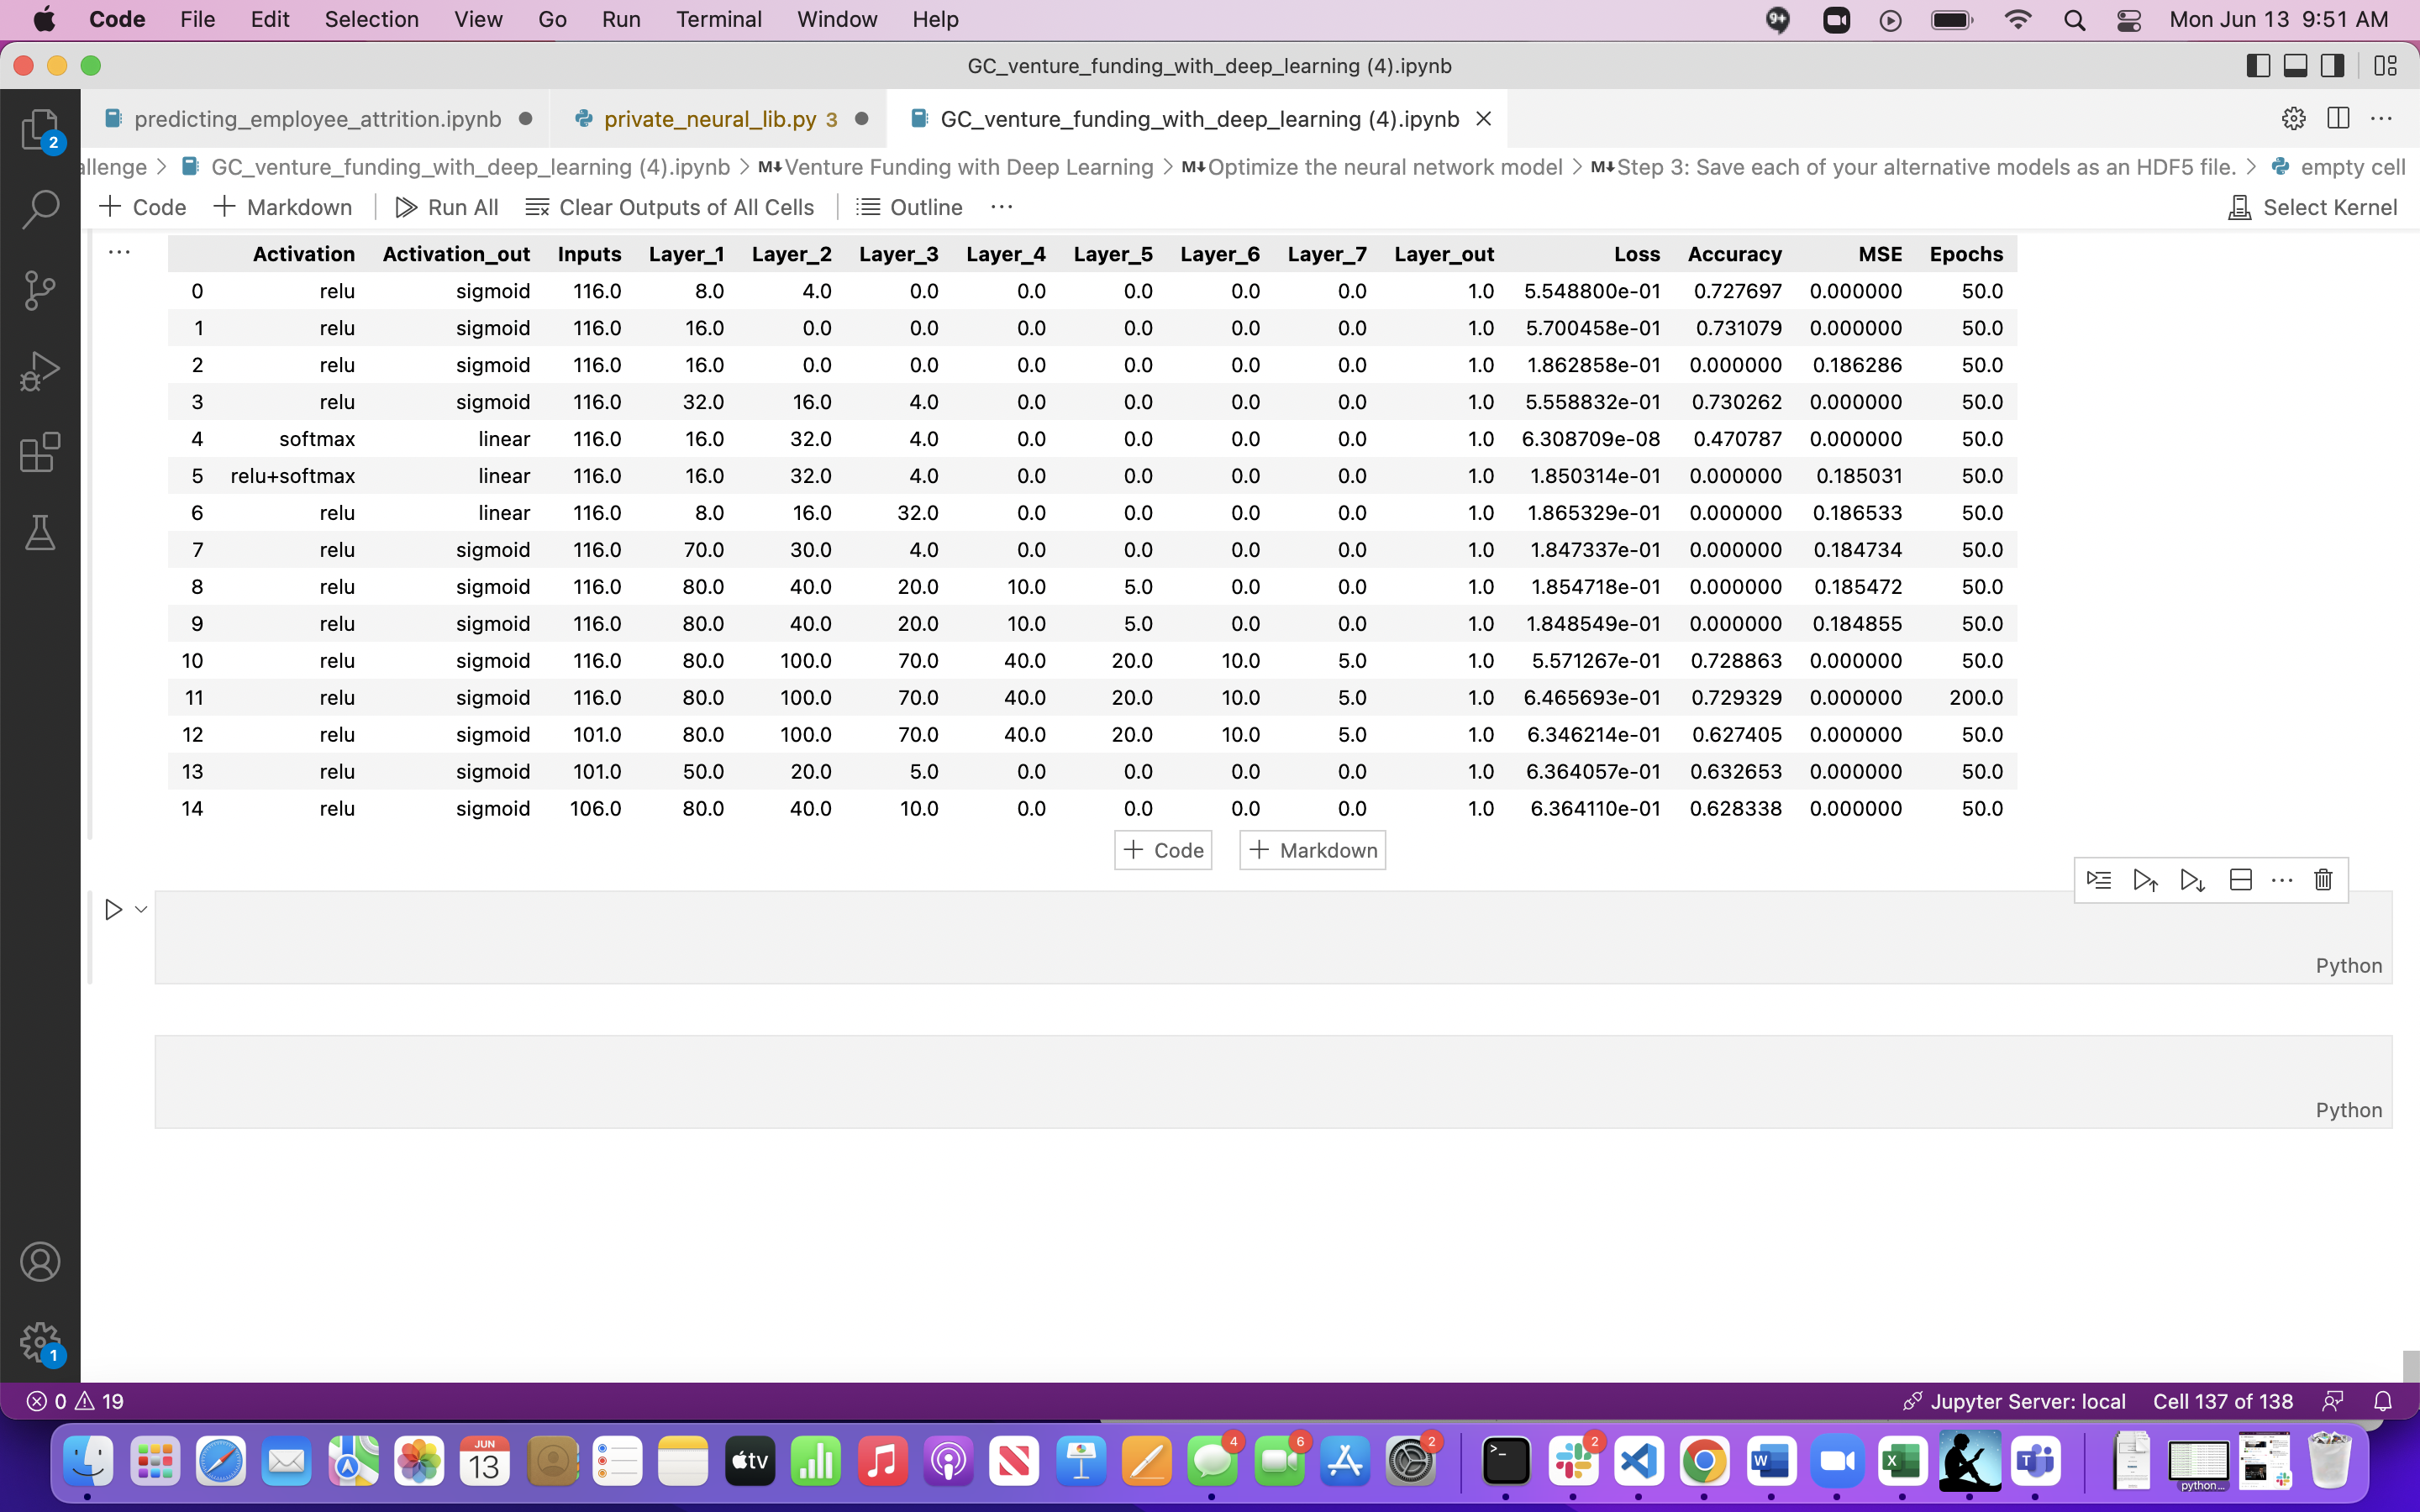 Code File Edit Selection View Go Run Terminal Window Help 9+ Mon Jun 13 9:51 AM
GC_venture_funding_with_deep_learning (4).ipynb
predicting_employee_attrition.ipynb private_neural_lib.py 3 GC_venture_funding_with_deep_learning (4).ipynb
2
allenge > GC_venture_funding_with_deep_learning (4).ipynb > M↓Venture Funding with Deep Learning > M↓Optimize the neural network model > M↓Step 3: Save each of your alternative models as an HDF5 file. > empty cell
+ Code + Markdown Run All Clear Outputs of All Cells Outline ... Select Kernel
... Activation Activation_out Inputs Layer_1 Layer_2 Layer_3 Layer_4 Layer_5 Layer_6 Layer_7 Layer_out Loss Accuracy MSE Epochs
0 relu sigmoid 116.0 8.0 4.0 0.0 0.0 0.0 0.0 0.0 1.0 5.548800e-01 0.727697 0.000000 50.0
1 relu sigmoid 116.0 16.0 0.0 0.0 0.0 0.0 0.0 0.0 1.0 5.700458e-01 0.731079 0.000000 50.0
2 relu sigmoid 116.0 16.0 0.0 0.0 0.0 0.0 0.0 0.0 1.0 1.862858e-01 0.000000 0.186286 50.0
3 relu sigmoid 116.0 32.0 16.0 4.0 0.0 0.0 0.0 0.0 1.0 5.558832e-01 0.730262 0.000000 50.0
4 softmax linear 116.0 16.0 32.0 4.0 0.0 0.0 0.0 0.0 1.0 6.308709e-08 0.470787 0.000000 50.0
5 relu+softmax linear 116.0 16.0 32.0 4.0 0.0 0.0 0.0 0.0 1.0 1.850314e-01 0.000000 0.185031 50.0
6 relu linear 116.0 8.0 16.0 32.0 0.0 0.0 0.0 0.0 1.0 1.865329e-01 0.000000 0.186533 50.0
7 relu sigmoid 116.0 70.0 30.0 4.0 0.0 0.0 0.0 0.0 1.0 1.847337e-01 0.000000 0.184734 50.0
8 relu sigmoid 116.0 80.0 40.0 20.0 10.0 5.0 0.0 0.0 1.0 1.854718e-01 0.000000 0.185472 50.0
9 relu sigmoid 116.0 80.0 40.0 20.0 10.0 5.0 0.0 0.0 1.0 1.848549e-01 0.000000 0.184855 50.0
10 relu sigmoid 116.0 80.0 100.0 70.0 40.0 20.0 10.0 5.0 1.0 5.571267e-01 0.728863 0.000000 50.0
11 relu sigmoid 116.0 80.0 100.0 70.0 40.0 20.0 10.0 5.0 1.0 6.465693e-01 0.729329 0.000000 200.0
12 relu sigmoid 101.0 80.0 100.0 70.0 40.0 20.0 10.0 5.0 1.0 6.346214e-01 0.627405 0.000000 50.0
13 relu sigmoid 101.0 50.0 20.0 5.0 0.0 0.0 0.0 0.0 1.0 6.364057e-01 0.632653 0.000000 50.0
14 relu sigmoid 106.0 80.0 40.0 10.0 0.0 0.0 0.0 0.0 1.0 6.364110e-01 0.628338 0.000000 50.0
+ Code + Markdown
Python
Python
1
0 19 Jupyter Server: local Cell 137 of 138
4 6 2 2
JUN
13 tv W X T
python...